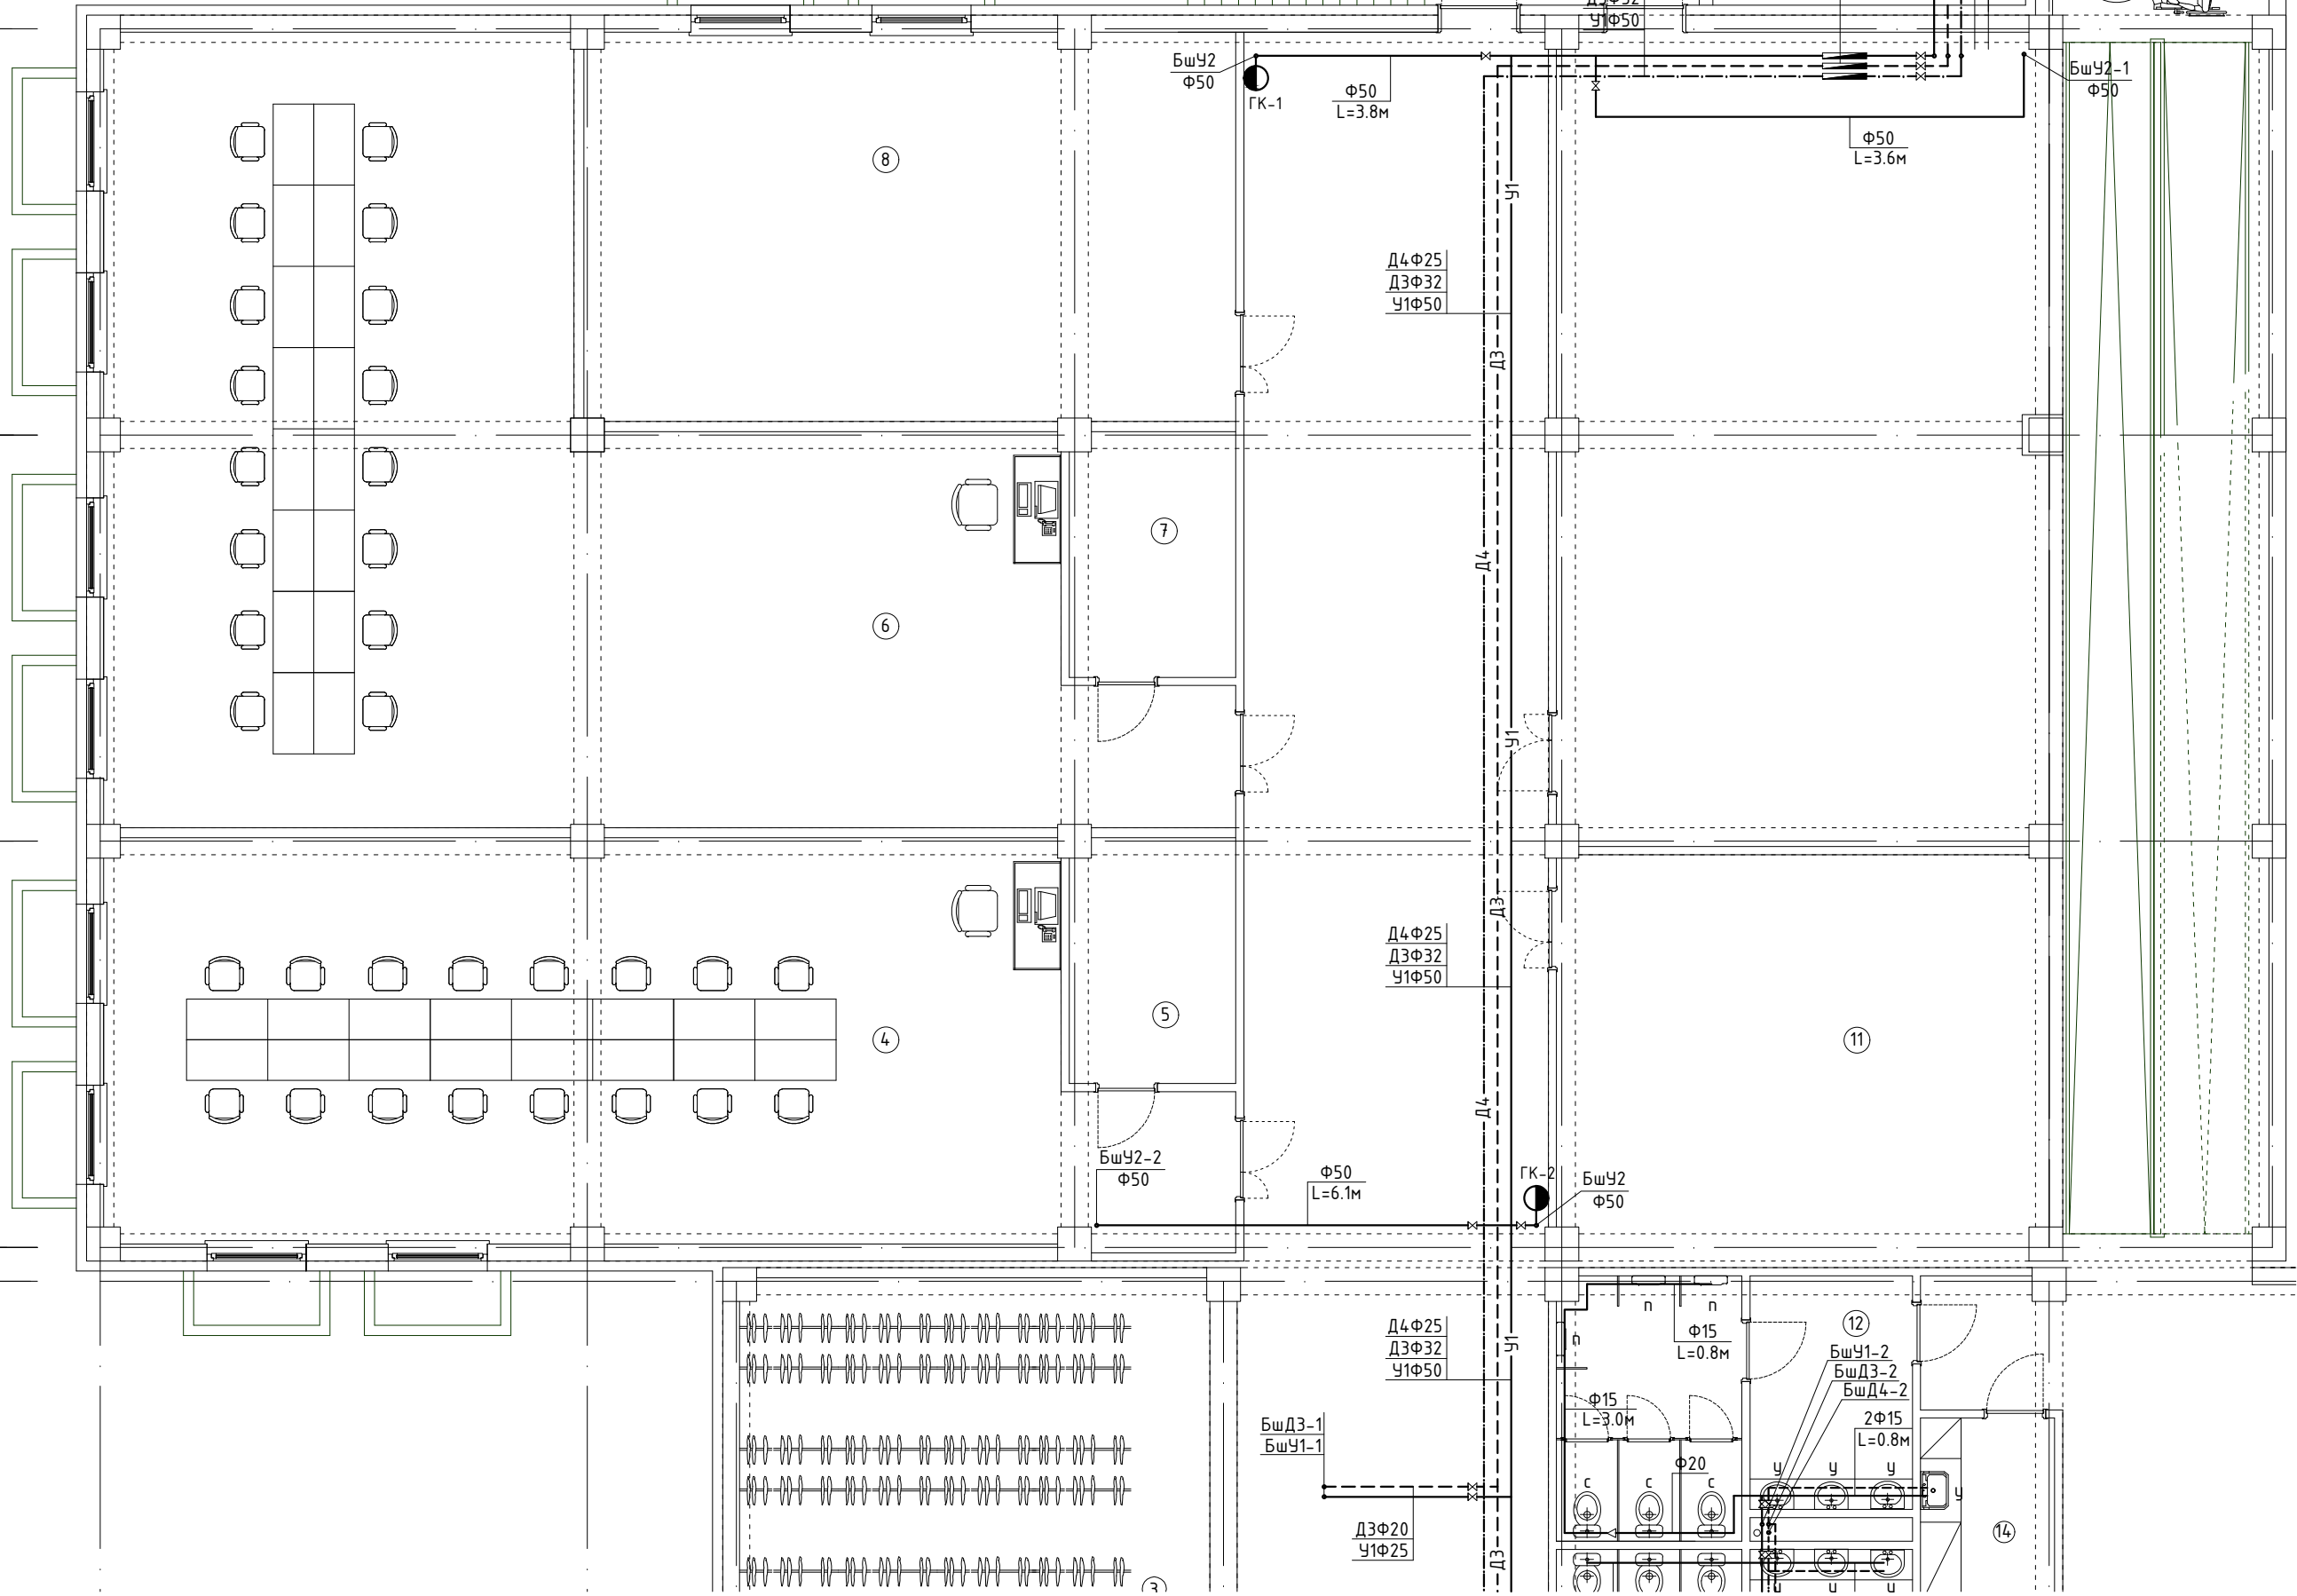 Д3Ф32
У1Ф50
БшУ2
Ф50
ГК-1
Ф50
L=3.8м
БшУ2-1
Ф50
Ф50
L=3.6м
8
У1
Д4Ф25
Д3Ф32
У1Ф50
Д3
7
Д4
6
У1
Д3
Д4Ф25
Д3Ф32
У1Ф50
5
4
11
Д4
БшУ2-2
Ф50
Ф50
L=6.1м
ГК-2
БшУ2
Ф50
п
п
п
12
Д4Ф25
Д3Ф32
У1Ф50
У1
Ф15
L=0.8м
БшУ1-2
БшД3-2
БшД4-2
Ф15
L=3.0м
2Ф15
L=0.8м
БшД3-1
БшУ1-1
Ф20
с
с
с
у
у
у
у
Д3Ф20
У1Ф25
Д3
14
3
у
у
у